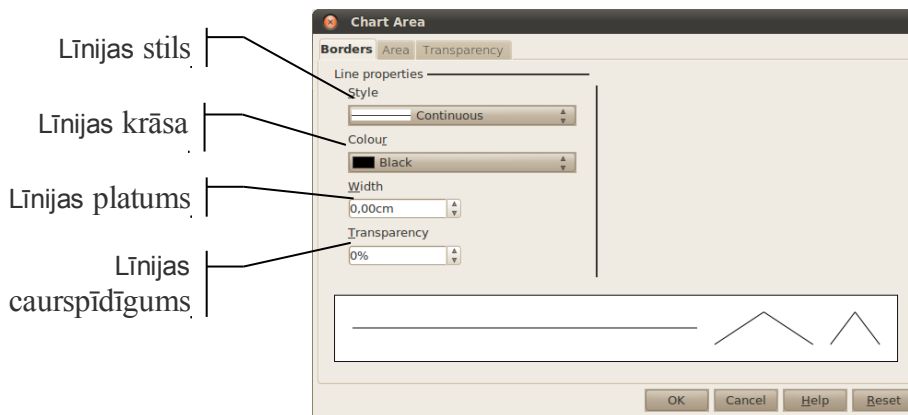 Chart Area
Borders Area Transparency
Līnijas stils
Line properties
Style
Continuous
Līnijas krāsa
Colour
Black
Līnijas platums
Width
0,00cm
Līnijas
caurspīdīgums
Transparency
0%
OK Cancel Help Reset